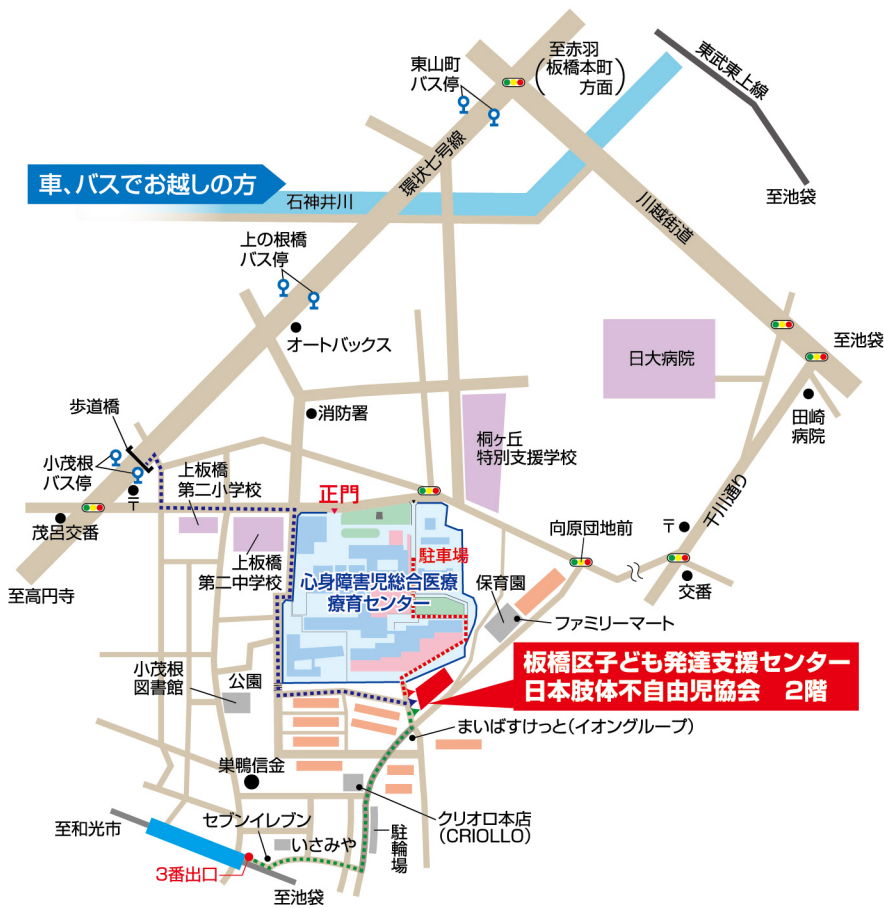 東山町
バス停
至赤羽
(板橋本町)
方面
東武東上線
至池袋
車、バスでお越しの方
石神井川
環状七号線
川越街道
上の根橋
バス停
オートバックス
日大病院
至池袋
田崎
病院
歩道橋
消防署
桐ヶ丘
特別支援学校
小茂根
バス停
上板橋
第二小学校
正門
千川通り
〒
〒
茂呂交番
上板橋
第二中学校
駐車場
向原団地前
交番
至高円寺
心身障害児総合医療
療育センター
保育園
ファミリーマート
板橋区子ども発達支援センター
日本肢体不自由児協会 2階
小茂根
図書館
公園
まいばすけっと(イオングループ)
巣鴨信金
クリオロ本店
(CRIOLLO)
至和光市
セブンイレブン
いさみや
駐輪場
3番出口
至池袋